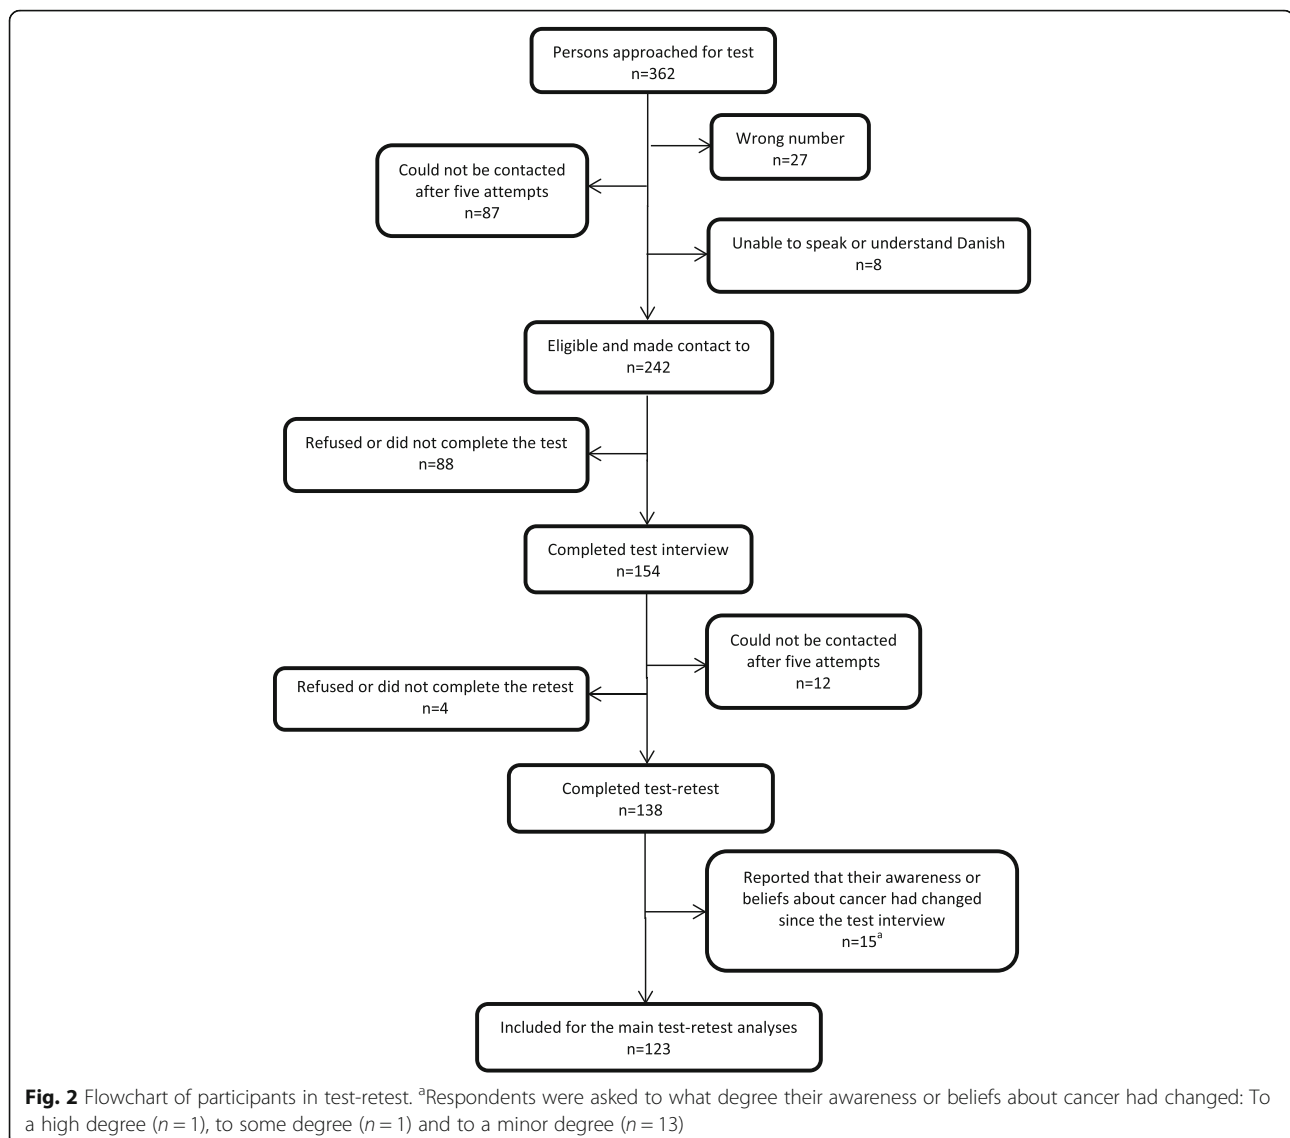 Persons approached for test
n=362
Wrong number
n=27
Could not be contacted
after five attempts
n=87
Unable to speak or understand Danish
n=8
Eligible and made contact to
n=242
Refused or did not complete the test
n=88
Completed test interview
n=154
Could not be contacted
after five attempts
n=12
Refused or did not complete the retest
n=4
Completed test-retest
n=138
Reported that their awareness or
beliefs about cancer had changed
since the test interview
n=15a
Included for the main test-retest analyses
n=123
Fig. 2 Flowchart of participants in test-retest. aRespondents were asked to what degree their awareness or beliefs about cancer had changed: To
a high degree (n = 1), to some degree (n = 1) and to a minor degree (n = 13)